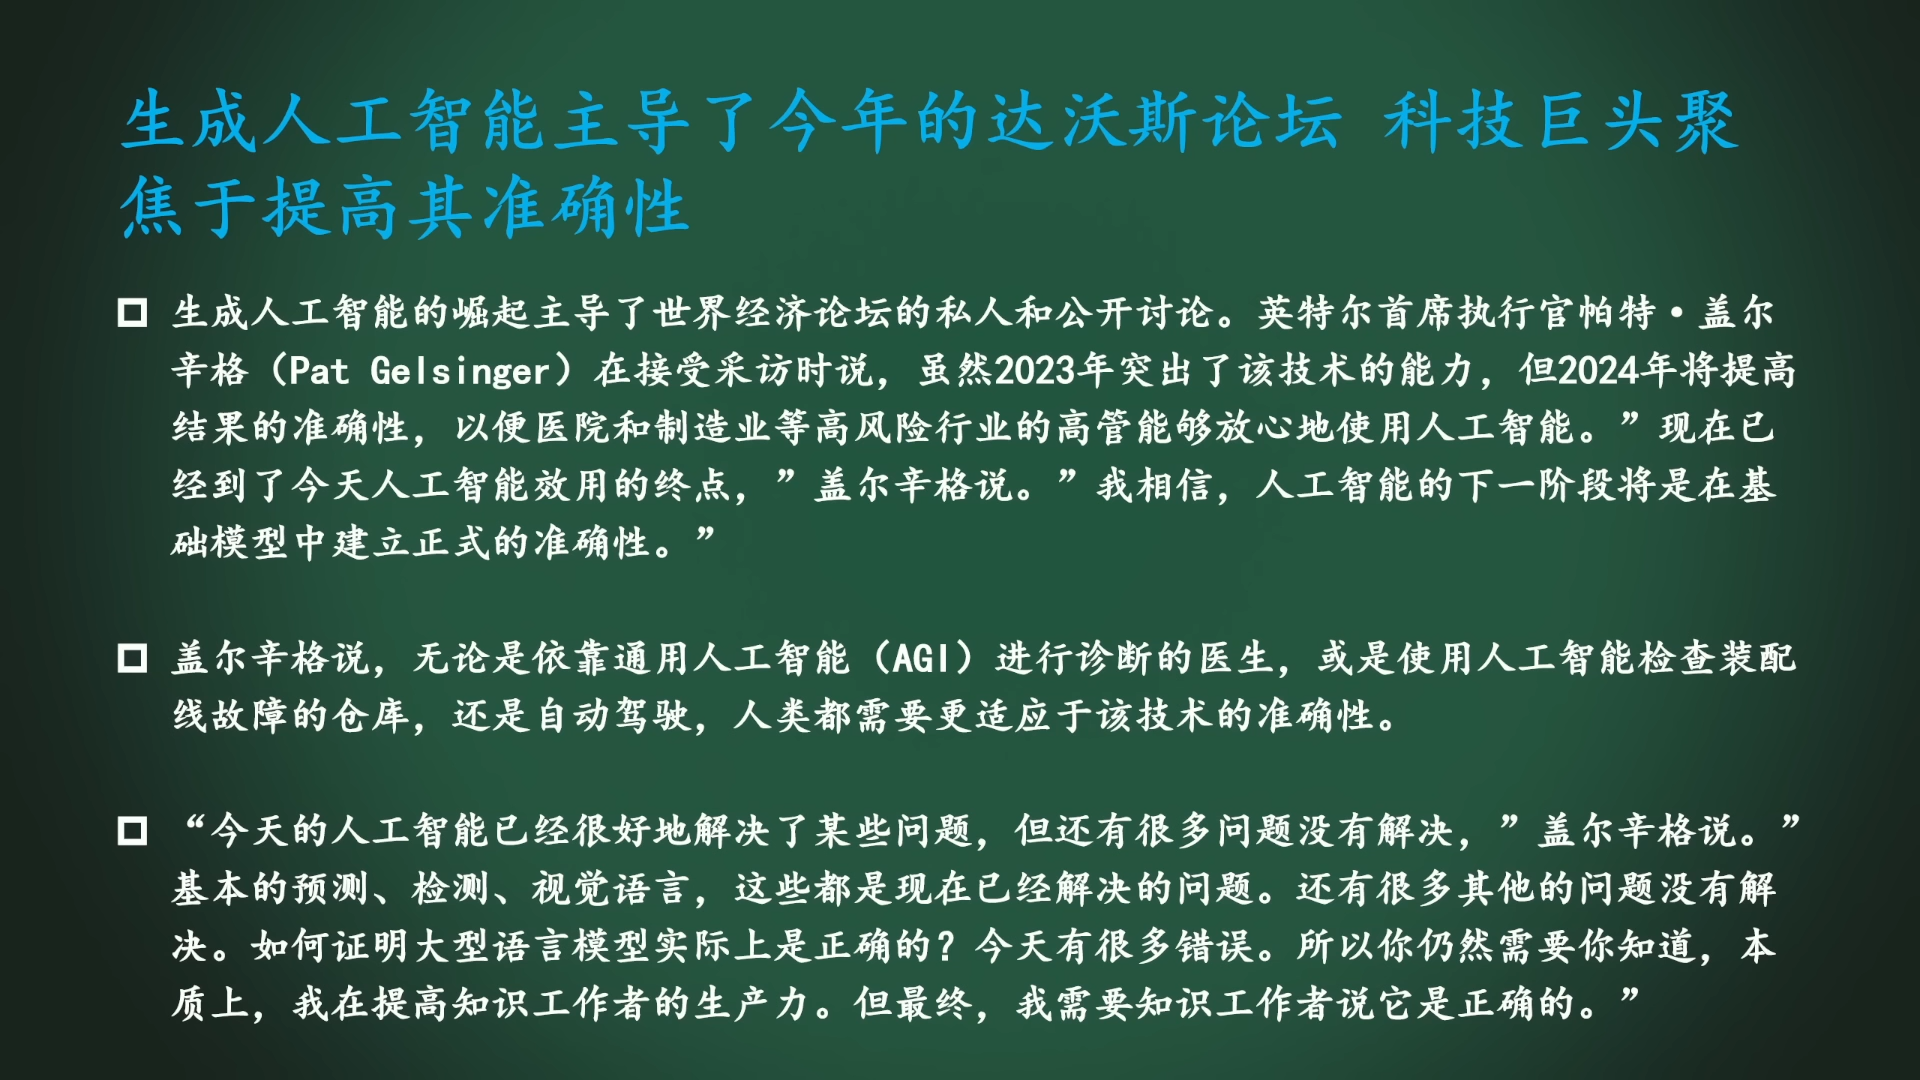 生成人工智能主导了今年的达沃斯论坛 科技巨头聚
焦于提高其准确性
生成人工智能的崛起主导了世界经济论坛的私人和公开讨论。英特尔首席执行官帕特·盖尔
辛格（Pat Gelsinger）在接受采访时说，虽然2023年突出了该技术的能力，但2024年将提高
结果的准确性，以便医院和制造业等高风险行业的高管能够放心地使用人工智能。”现在已
经到了今天人工智能效用的终点，”盖尔辛格说。”我相信，人工智能的下一阶段将是在基
础模型中建立正式的准确性。”
盖尔辛格说，无论是依靠通用人工智能（AGI）进行诊断的医生，或是使用人工智能检查装配
线故障的仓库，还是自动驾驶，人类都需要更适应于该技术的准确性。
“今天的人工智能已经很好地解决了某些问题，但还有很多问题没有解决，”盖尔辛格说。”
基本的预测、检测、视觉语言，这些都是现在已经解决的问题。还有很多其他的问题没有解
决。如何证明大型语言模型实际上是正确的？今天有很多错误。所以你仍然需要你知道，本
质上，我在提高知识工作者的生产力。但最终，我需要知识工作者说它是正确的。”